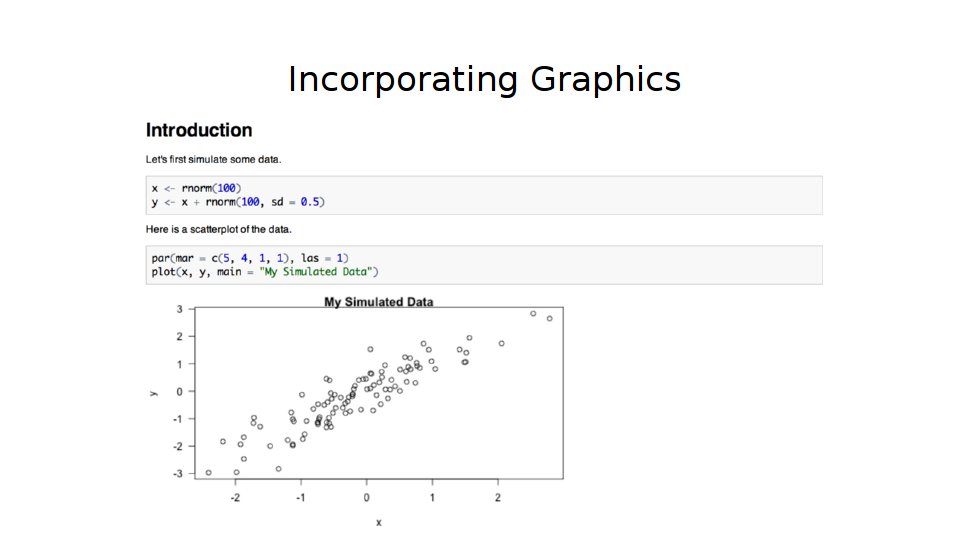 Incorporating Graphics
Introduction
Let's first simulate some data.
x <- rnorm(100)
y <- x + rnorm(100, sd = 0.5)
Here is a scatterplot of the data.
par(mar = c(5, 4, 1, 1), las = 1)
plot(x, y, main = "My Simulated Data")
My Simulated Data
3
2
1
0
-1
-2
-3
y
-2 -1 0 1 2
x